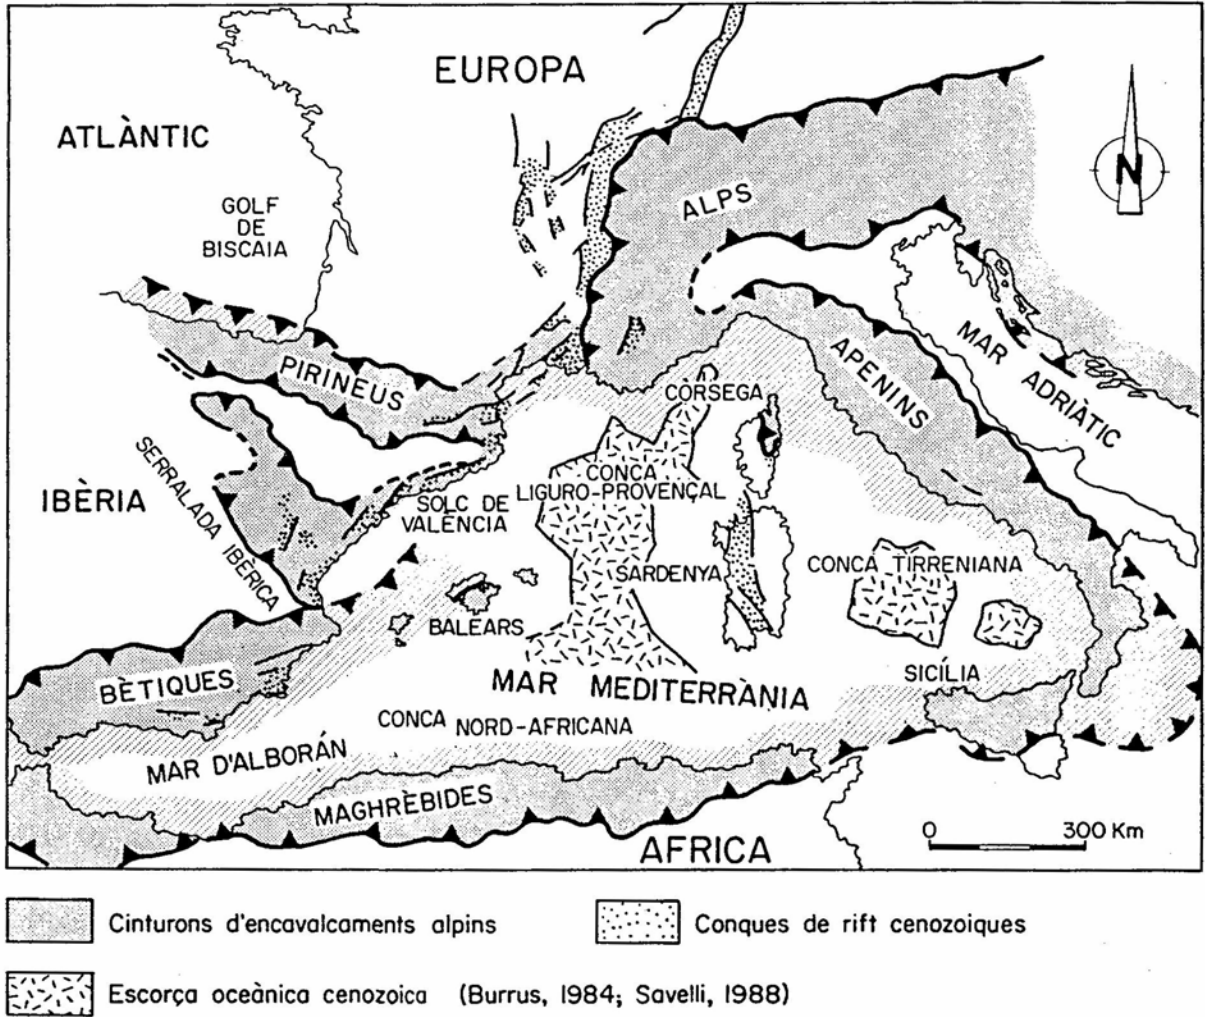 EUROPA
ATLÀNTIC
N
ALPS
GOLF
DE
BISCAIA
PIRINEUS
MAR ADRIÀTIC
APENINS
CÒRSEGA
SERRALADA IBÈRICA
IBÈRIA
SOLC DE
VALÈNCIA
CONCA
LIGURO-PROVENÇAL
CONCA TIRRENIANA
SARDENYA
BALEARS
BÈTIQUES
MAR MEDITERRÀNIA
SICÍLIA
CONCA NORD-AFRICANA
MAR D'ALBORÁN
MAGHRÈBIDES
AFRICA
0 300 Km
Cinturons d'encavalcaments alpins
Conques de rift cenozoiques
Escorça oceànica cenozoica (Burrus, 1984; Savelli, 1988)